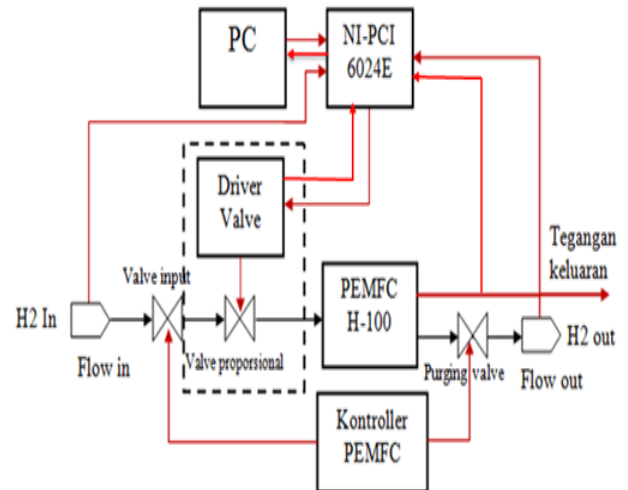 PC
NI-PCI
6024E
Driver
Valve
Tegangan
keluaran
Valve input
PEMFC
H-100
H2 In
H2 out
Valve proporsional
Purging valve
Flow in
Flow out
Kontroller
PEMFC